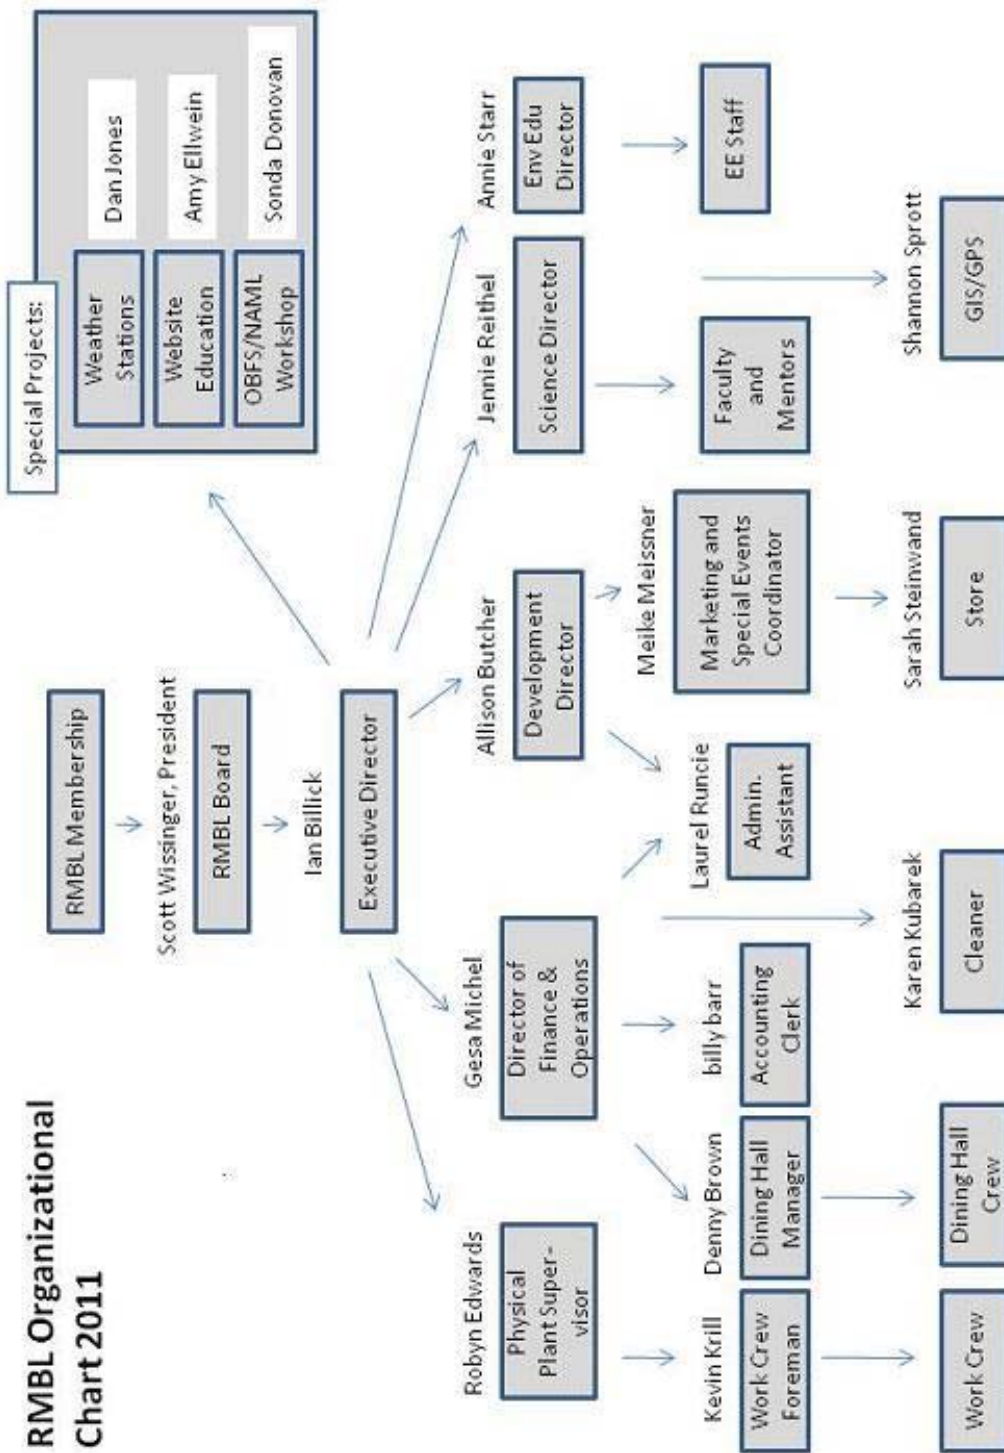 RMBL Organizational
Chart 2011
RMBL Membership
Scott Wissinger, President
RMBL Board
Ian Billick
Executive Director
Special Projects:
Weather
Stations
Dan Jones
Website
Education
Amy Ellwein
OBFS/NAML
Workshop
Sonda Donovan
Robyn Edwards
Physical
Plant Super-
visor
Gesa Michel
Director of
Finance &
Operations
Allison Butcher
Development
Director
Jennie Reithel
Science Director
Annie Starr
Env Edu
Director
Kevin Krill
Work Crew
Foreman
Denny Brown
Dining Hall
Manager
billy barr
Accounting
Clerk
Laurel Runcie
Admin.
Assistant
Meike Meissner
Marketing and
Special Events
Coordinator
Faculty
and
Mentors
EE Staff
Work Crew
Dining Hall
Crew
Karen Kubarek
Cleaner
Sarah Steinwand
Store
Shannon Sprott
GIS/GPS